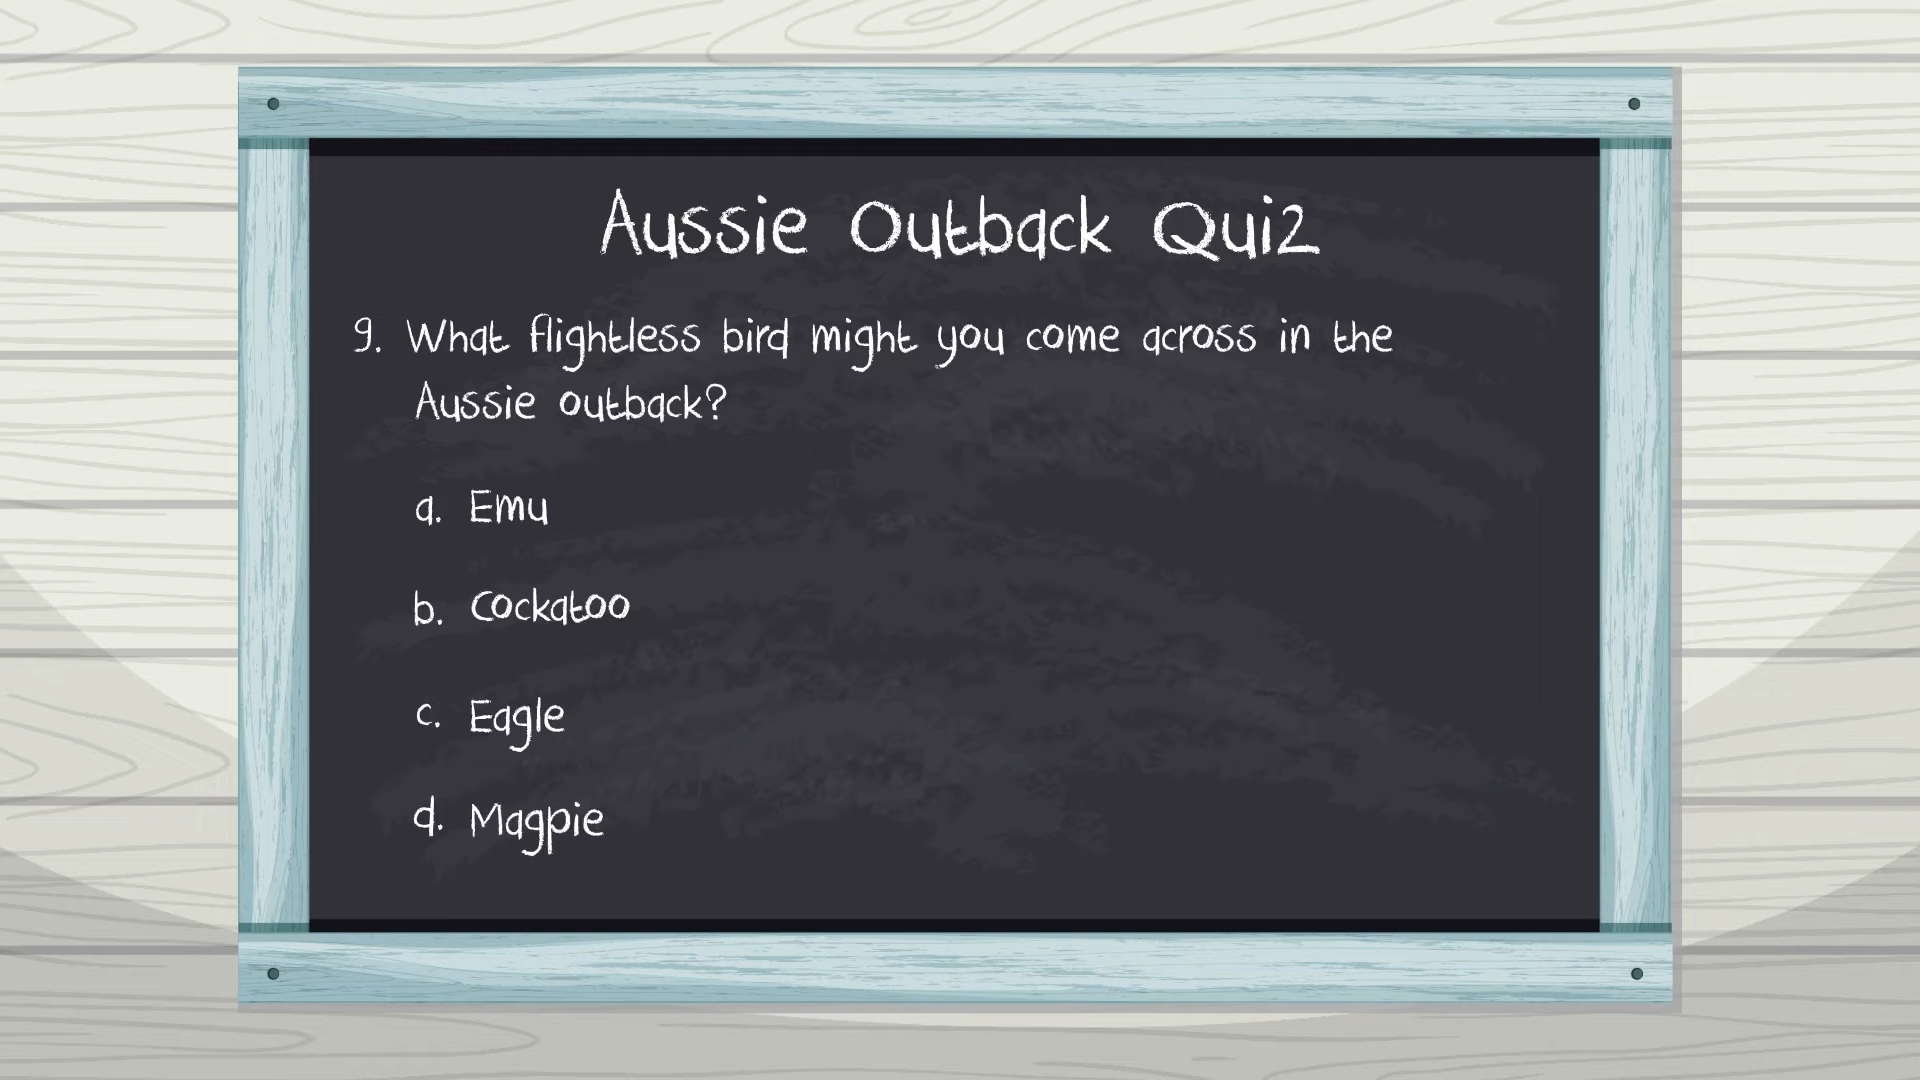 Aussie Outback Quiz
9. What flightless bird might you come across in the
Aussie outback?
a. Emu
b. Cockatoo
c. Eagle
d. Magpie